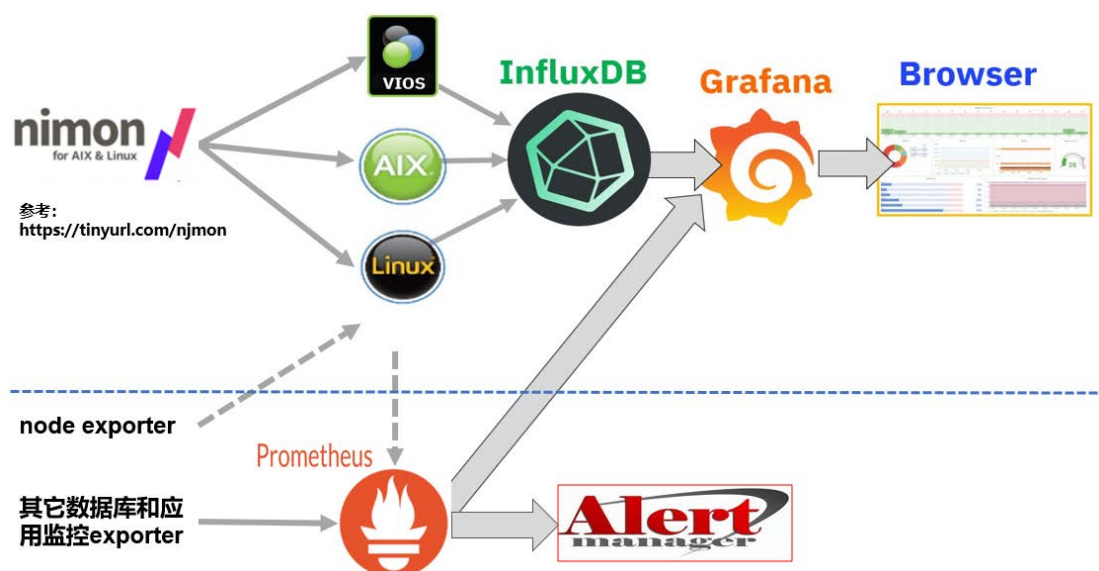 VIOS
InfluxDB
Grafana
Browser
nimon
for AIX & Linux
AIX
参考:
https://tinyurl.com/njmon
Linux
node exporter
Prometheus
其它数据库和应
用监控exporter
Alert
manager